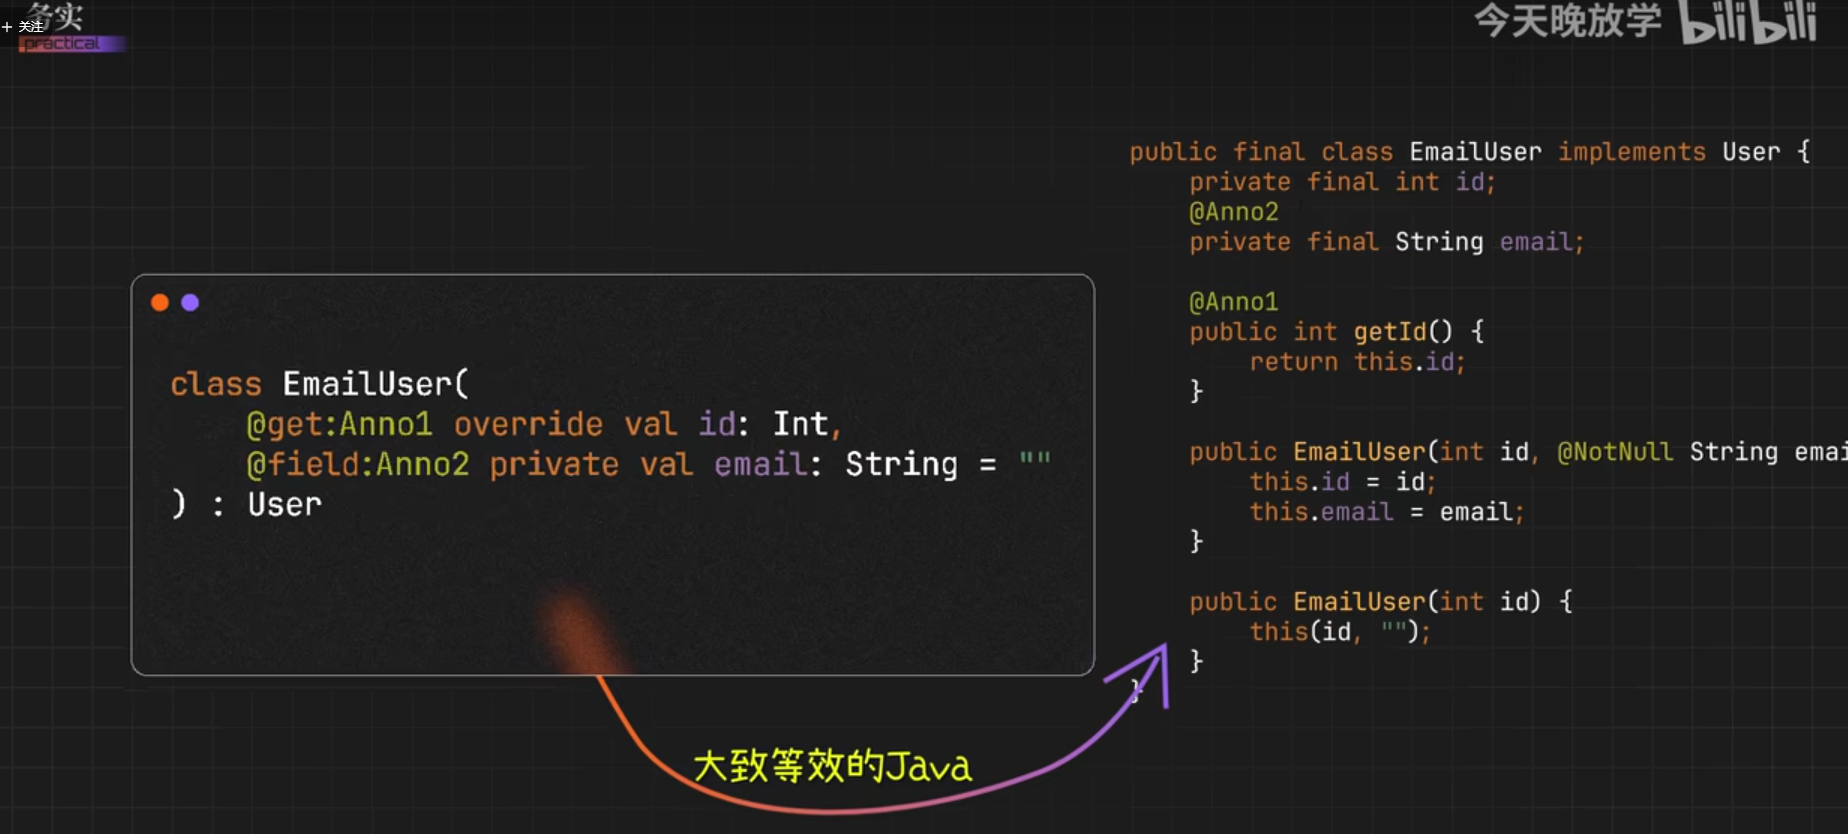 务实
+ 关注
practical
今天晚放学 bilibili
class EmailUser(
    @get:Anno1 override val id: Int,
    @field:Anno2 private val email: String = ""
) : User
大致等效的Java
public final class EmailUser implements User {
    private final int id;
    @Anno2
    private final String email;
    @Anno1
    public int getId() {
        return this.id;
    }
    public EmailUser(int id, @NotNull String emai
        this.id = id;
        this.email = email;
    }
    public EmailUser(int id) {
        this(id, "");
    }
}